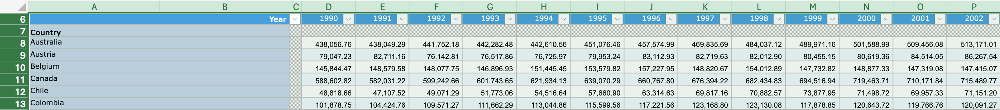 A B C D E F G H I J K L M N O P
6 Year 1990 1991 1992 1993 1994 1995 1996 1997 1998 1999 2000 2001 2002
7 Country
8 Australia 438,056.76 438,049.29 441,752.18 442,282.48 442,610.56 451,076.46 457,574.99 469,835.69 484,037.12 489,971.16 501,588.99 509,456.08 513,171.01
9 Austria 79,047.23 82,711.16 76,142.81 76,517.86 76,725.97 79,953.24 83,112.93 82,719.63 82,012.90 80,455.15 80,619.36 84,514.05 86,267.54
10 Belgium 145,844.47 148,579.58 148,077.75 146,896.93 151,445.45 153,579.82 157,227.95 148,820.67 154,012.89 147,732.82 148,877.33 147,319.08 147,415.07
11 Canada 588,602.82 582,031.22 599,242.66 601,743.65 621,934.13 639,070.29 660,767.80 676,394.22 682,434.83 694,516.94 719,463.71 710,171.84 715,489.77
12 Chile 48,818.66 47,107.52 49,071.29 51,773.06 54,516.64 57,660.90 63,314.63 69,817.16 70,882.57 73,877.95 71,498.72 69,957.33 71,151.20
13 Colombia 101,878.75 104,424.76 109,571.27 111,662.29 113,044.86 115,599.56 117,221.56 123,168.80 123,130.08 117,878.85 120,643.72 119,766.76 120,091.27